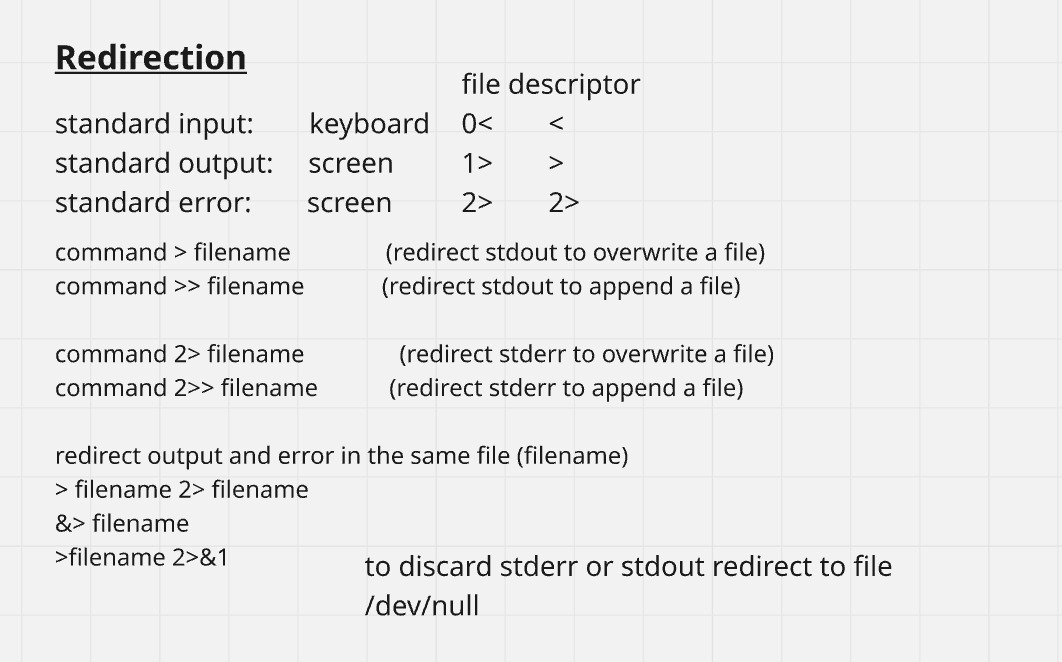 Redirection
file descriptor
standard input: keyboard 0< <
standard output: screen 1> >
standard error: screen 2> 2>
command > filename (redirect stdout to overwrite a file)
command >> filename (redirect stdout to append a file)
command 2> filename (redirect stderr to overwrite a file)
command 2>> filename (redirect stderr to append a file)
redirect output and error in the same file (filename)
> filename 2> filename
&> filename
>filename 2>&1
to discard stderr or stdout redirect to file
/dev/null